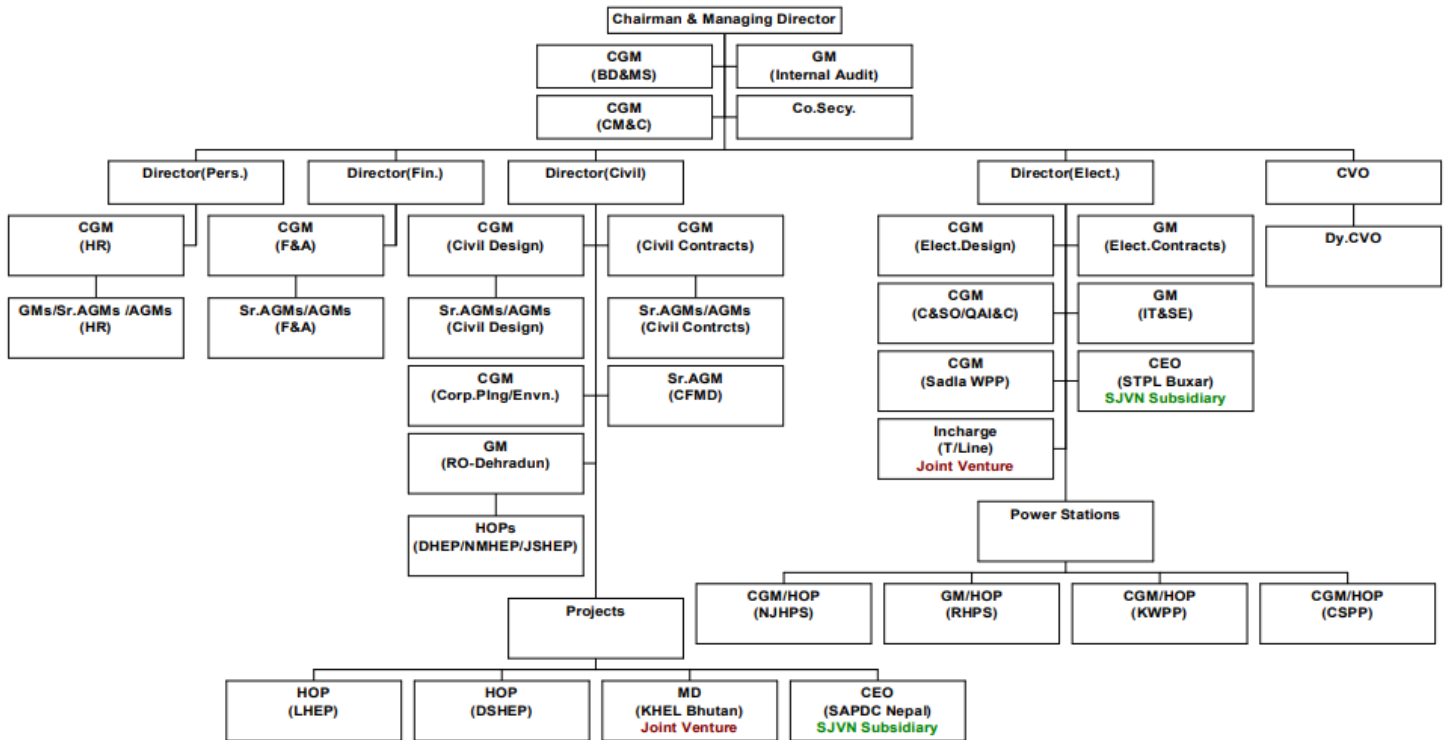 Chairman & Managing Director
CGM
(BD&MS)
GM
(Internal Audit)
CGM
(CM&C)
Co.Secy.
Director(Pers.)
Director(Fin.)
Director(Civil)
Director(Elect.)
CVO
CGM
(HR)
CGM
(F&A)
CGM
(Civil Design)
CGM
(Civil Contracts)
CGM
(Elect.Design)
GM
(Elect.Contracts)
Dy.CVO
GMs/Sr.AGMs /AGMs
(HR)
Sr.AGMs/AGMs
(F&A)
Sr.AGMs/AGMs
(Civil Design)
Sr.AGMs/AGMs
(Civil Contrcts)
CGM
(C&SO/QAI&C)
GM
(IT&SE)
CGM
(Corp.Plng/Envn.)
Sr.AGM
(CFMD)
CGM
(Sadla WPP)
CEO
(STPL Buxar)
SJVN Subsidiary
GM
(RO-Dehradun)
Incharge
(T/Line)
Joint Venture
HOPs
(DHEP/NMHEP/JSHEP)
Power Stations
CGM/HOP
(NJHPS)
GM/HOP
(RHPS)
CGM/HOP
(KWPP)
CGM/HOP
(CSPP)
Projects
HOP
(LHEP)
HOP
(DSHEP)
MD
(KHEL Bhutan)
Joint Venture
CEO
(SAPDC Nepal)
SJVN Subsidiary